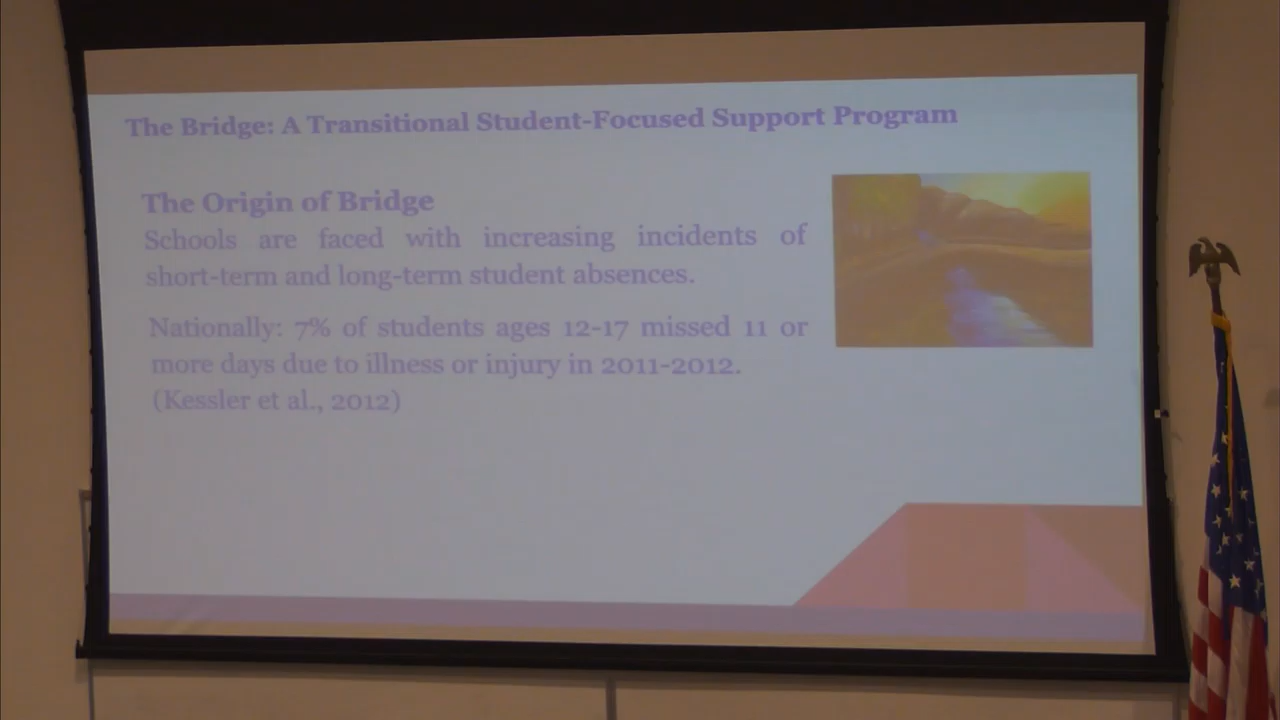 The Bridge: A Transitional Student-Focused Support Program
The Origin of Bridge
Schools are faced with increasing incidents of
short-term and long-term student absences.
Nationally: 7% of students ages 12-17 missed 11 or
more days due to illness or injury in 2011-2012.
(Kessler et al., 2012)